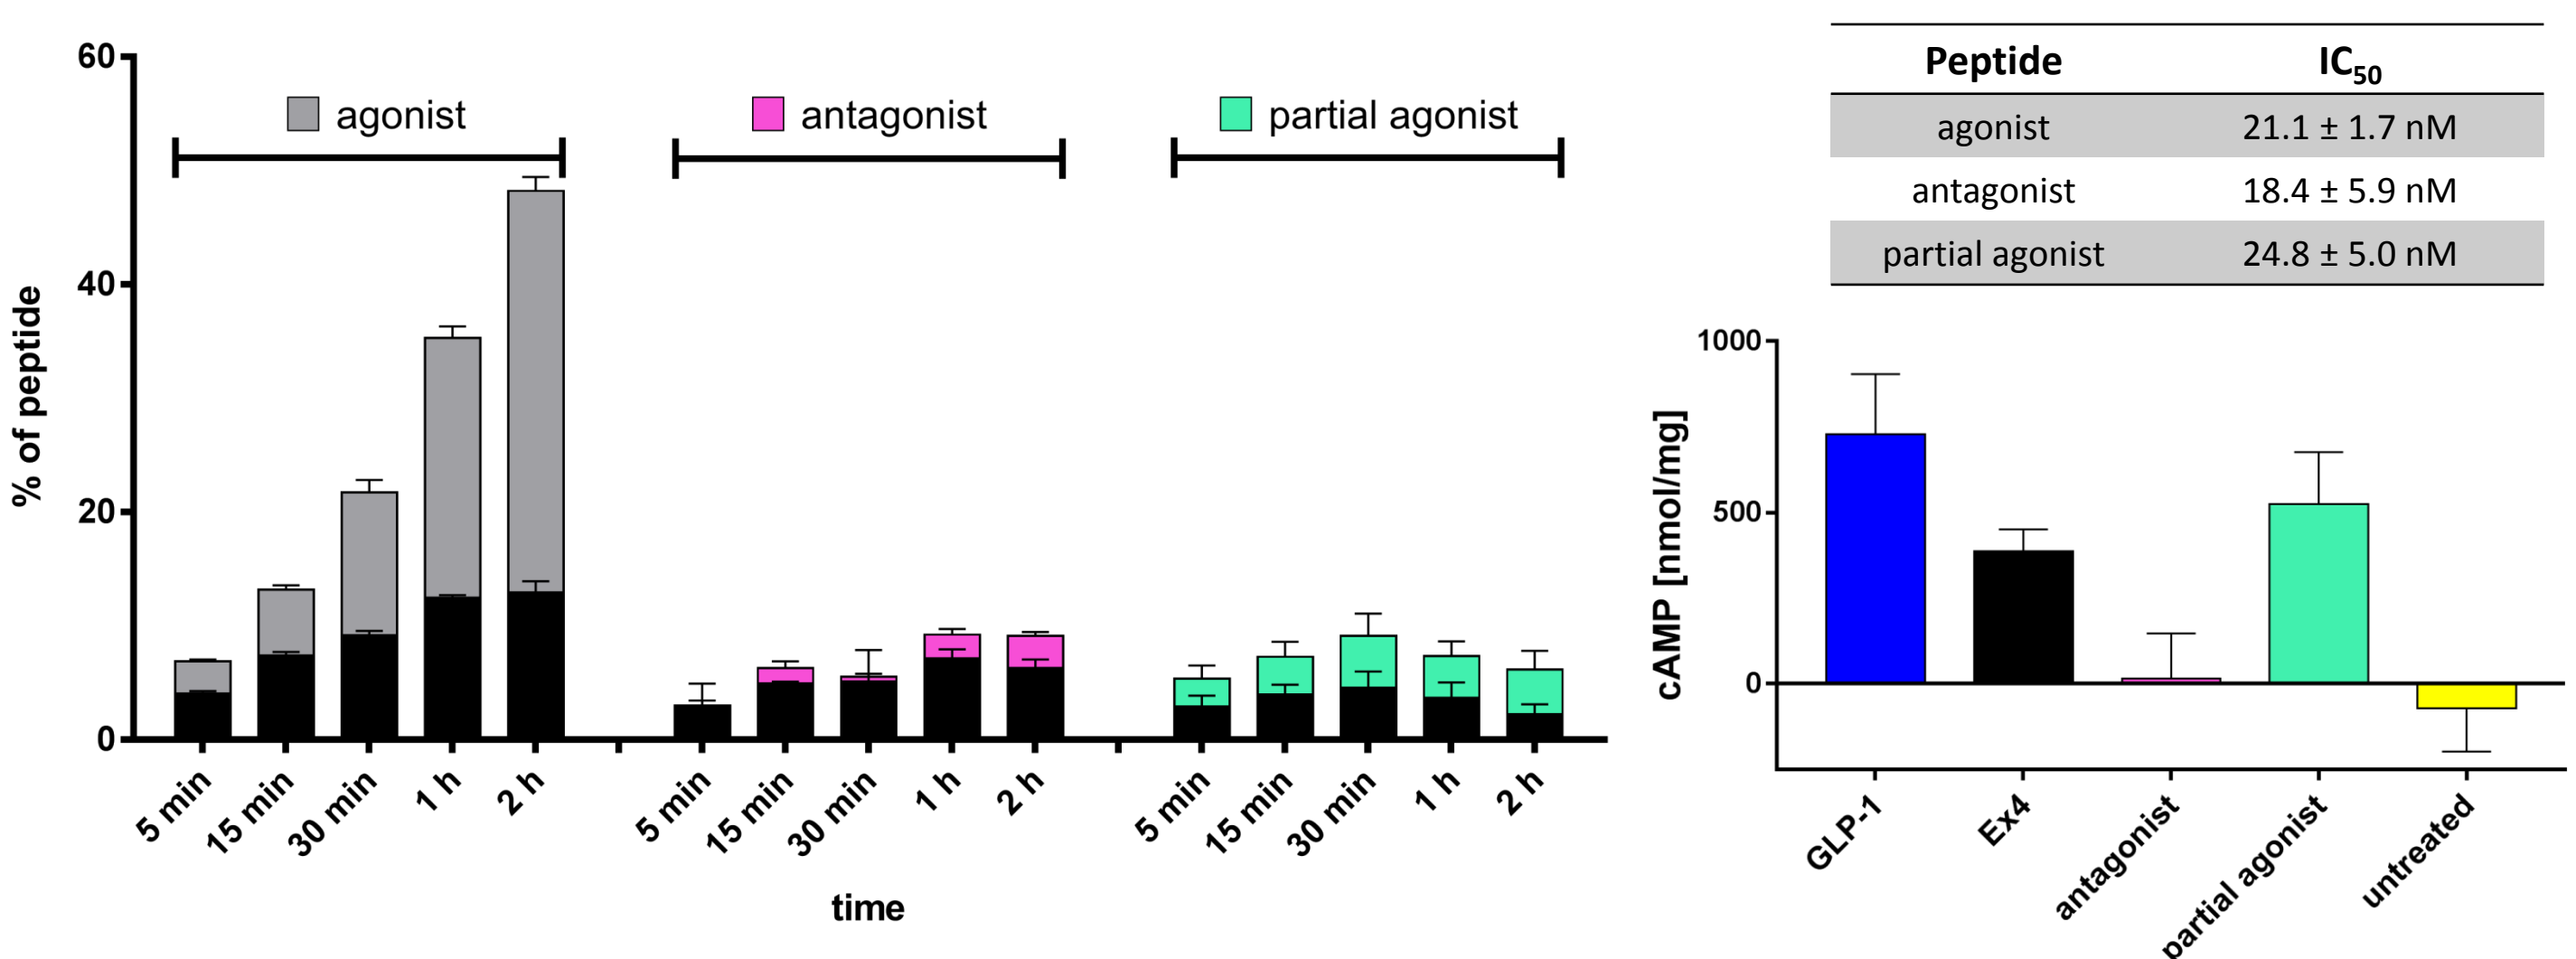 60
40
20
0
% of peptide
agonist
antagonist
partial agonist
5 min
15 min
30 min
1 h
2 h
5 min
15 min
30 min
1 h
2 h
5 min
15 min
30 min
1 h
2 h
time
Peptide IC50
agonist 21.1 ± 1.7 nM
antagonist 18.4 ± 5.9 nM
partial agonist 24.8 ± 5.0 nM
1000
500
0
cAMP [nmol/mg]
GLP-1
Ex4
antagonist
partial agonist
untreated